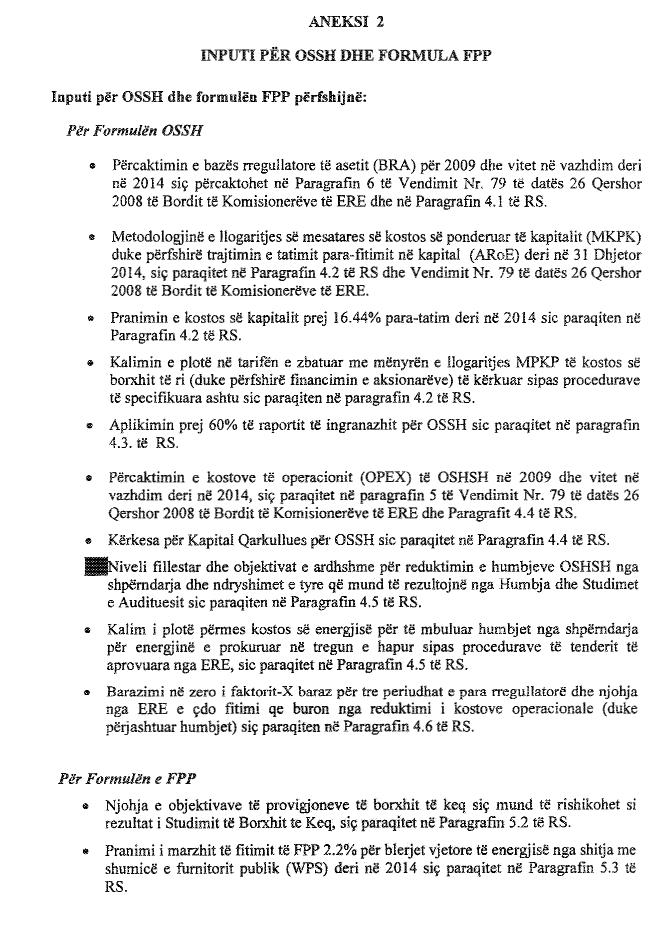 ANEKSI 2
INPUTI PËR OSSH DHE FORMULA FPP
Inputi për OSSH dhe formulën FPP përfshijnë:
Për Formulën OSSH
• Përcaktimin e bazës rregullatore të asetit (BRA) për 2009 dhe vitet në vazhdim deri
në 2014 siç përcaktohet në Paragrafin 6 të Vendimit Nr. 79 të datës 26 Qershor
2008 të Bordit të Komisionerëve të ERE dhe në Paragrafin 4.1 të RS.
• Metodologjinë e llogaritjes së mesatares së kostos së ponderuar të kapitalit (MKPK)
duke përfshirë trajtimin e tatimit para-fitimit në kapital (ARoE) deri në 31 Dhjetor
2014, siç paraqitet në Paragrafin 4.2 të RS dhe Vendimit Nr. 79 të datës 26 Qershor
2008 të Bordit të Komisionerëve të ERE.
• Pranimin e kostos së kapitalit prej 16.44% para-tatim deri në 2014 sic paraqiten në
Paragrafin 4.2 të RS.
• Kalimin e plotë në tarifën e zbatuar me mënyrën e llogaritjes MPKP të kostos së
borxhit të ri (duke përfshirë financimin e aksionarëve) të kërkuar sipas procedurave
të specifikuara ashtu sic paraqiten në paragrafin 4.2 të RS.
• Aplikimin prej 60% të raportit të ingranazhit për OSSH sic paraqitet në paragrafin
4.3. të RS.
• Përcaktimin e kostove të operacionit (OPEX) të OSHSH në 2009 dhe vitet në
vazhdim deri në 2014, siç paraqitet në paragrafin 5 të Vendimit Nr. 79 të datës 26
Qershor 2008 të Bordit të Komisionerëve të ERE dhe Paragrafit 4.4 të RS.
• Kërkesa për Kapital Qarkullues për OSSH sic paraqitet në Paragrafin 4.4 të RS.
Niveli fillestar dhe objektivat e ardhshme për reduktimin e humbjeve OSHSH nga
shpërndarja dhe ndryshimet e tyre që mund të rezultojnë nga Humbja dhe Studimet
e Audituesit sic paraqiten në Paragrafin 4.5 të RS.
• Kalim i plotë përmes kostos së energjisë për të mbuluar humbjet nga shpërndarja
për energjinë e prokuruar në tregun e hapur sipas procedurave të tenderit të
aprovuara nga ERE, sic paraqitet në Paragrafin 4.5 të RS.
• Barazimi në zero i faktorit-X baraz për tre periudhat e para rregullatorë dhe njohja
nga ERE e çdo fitimi qe buron nga reduktimi i kostove operacionale (duke
përjashtuar humbjet) siç paraqiten në Paragrafin 4.6 të RS.
Për Formulën e FPP
• Njohja e objektivave të provigjoneve të borxhit të keq siç mund të rishikohet si
rezultat i Studimit të Borxhit te Keq, siç paraqitet në Paragrafin 5.2 të RS.
• Pranimi i marzhit të fitimit të FPP 2.2% për blerjet vjetore të energjisë nga shitja me
shumicë e furnitorit publik (WPS) deri në 2014 siç paraqitet në Paragrafin 5.3 të
RS.